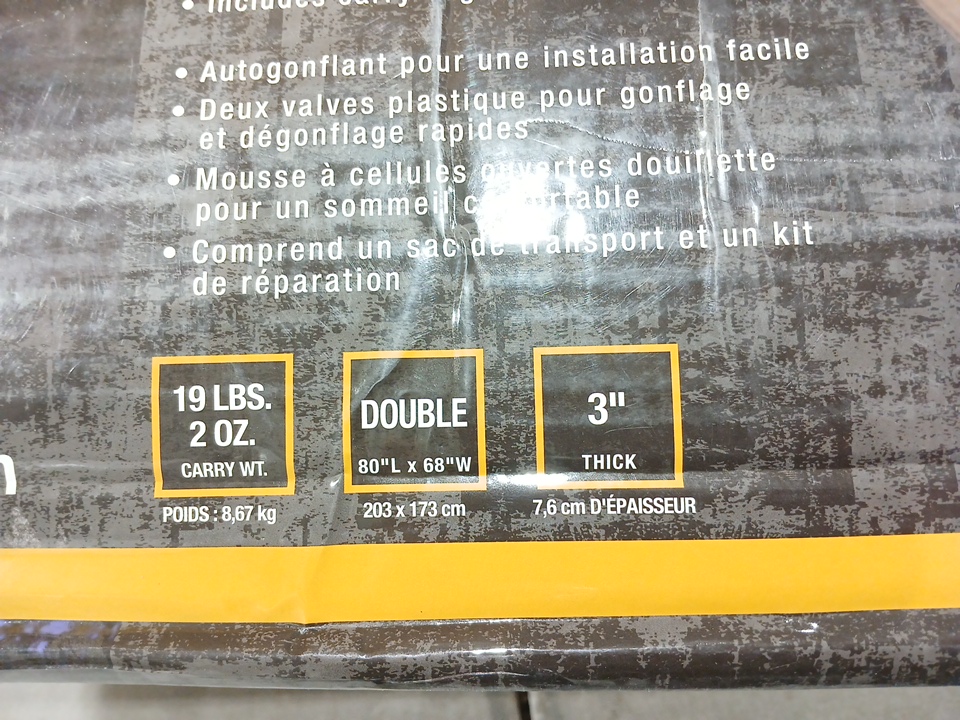 • Includes carry
• Autogonflant pour une installation facile
• Deux valves plastique pour gonflage
et dégonflage rapides
• Mousse à cellules ouvertes douillette
pour un sommeil confortable
• Comprend un sac de transport et un kit
de réparation
19 LBS.
2 OZ.
CARRY WT.
POIDS : 8,67 kg
DOUBLE
80"L x 68"W
203 x 173 cm
3"
THICK
7,6 cm D'ÉPAISSEUR